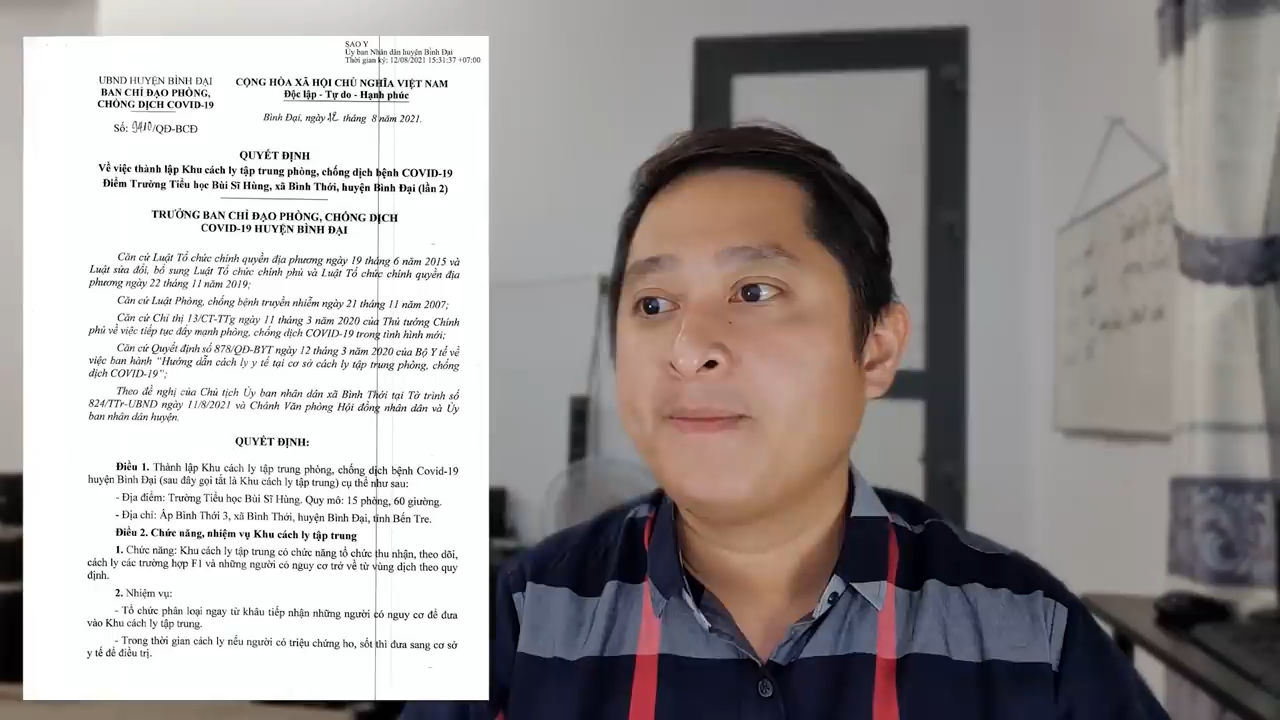 SAO Y
Ủy ban Nhân dân huyện Bình Đại
Thời gian ký: 12/08/2021 15:31:37 +07:00
UBND HUYỆN BÌNH ĐẠI
BAN CHỈ ĐẠO PHÒNG,
CHỐNG DỊCH COVID-19
CỘNG HÒA XÃ HỘI CHỦ NGHĨA VIỆT NAM
Độc lập - Tự do - Hạnh phúc
Số: /QĐ-BCĐ
Bình Đại, ngày 12 tháng 8 năm 2021.
QUYẾT ĐỊNH
Về việc thành lập Khu cách ly tập trung phòng, chống dịch bệnh COVID-19
Điểm Trường Tiểu học Bùi Sĩ Hùng, xã Bình Thới, huyện Bình Đại (lần 2)
TRƯỞNG BAN CHỈ ĐẠO PHÒNG, CHỐNG DỊCH
COVID-19 HUYỆN BÌNH ĐẠI
Căn cứ Luật Tổ chức chính quyền địa phương ngày 19 tháng 6 năm 2015 và
Luật sửa đổi, bổ sung Luật Tổ chức chính phủ và Luật Tổ chức chính quyền địa
phương ngày 22 tháng 11 năm 2019;
Căn cứ Luật Phòng, chống bệnh truyền nhiễm ngày 21 tháng 11 năm 2007;
Căn cứ Chỉ thị 13/CT-TTg ngày 11 tháng 3 năm 2020 của Thủ tướng Chính
phủ về việc tiếp tục đẩy mạnh phòng, chống dịch COVID-19 trong tình hình mới;
Căn cứ Quyết định số 878/QĐ-BYT ngày 12 tháng 3 năm 2020 của Bộ Y tế về
việc ban hành “Hướng dẫn cách ly y tế tại cơ sở cách ly tập trung phòng, chống
dịch COVID-19”;
Theo đề nghị của Chủ tịch Ủy ban nhân dân xã Bình Thới tại Tờ trình số
824/TTr-UBND ngày 11/8/2021 và Chánh Văn phòng Hội đồng nhân dân và Ủy
ban nhân dân huyện.
QUYẾT ĐỊNH:
Điều 1. Thành lập Khu cách ly tập trung phòng, chống dịch bệnh Covid-19
huyện Bình Đại (sau đây gọi tắt là Khu cách ly tập trung) cụ thể như sau:
- Địa điểm: Trường Tiểu học Bùi Sĩ Hùng. Quy mô: 15 phòng, 60 giường.
- Địa chỉ: Ấp Bình Thới 3, xã Bình Thới, huyện Bình Đại, tỉnh Bến Tre.
Điều 2. Chức năng, nhiệm vụ Khu cách ly tập trung
1. Chức năng: Khu cách ly tập trung có chức năng tổ chức thu nhận, theo dõi,
cách ly các trường hợp F1 và những người có nguy cơ trở về từ vùng dịch theo quy
định.
2. Nhiệm vụ:
- Tổ chức phân loại ngay từ khâu tiếp nhận những người có nguy cơ để đưa
vào Khu cách ly tập trung.
- Trong thời gian cách ly nếu người có triệu chứng ho, sốt thì đưa sang cơ sở
y tế để điều trị.